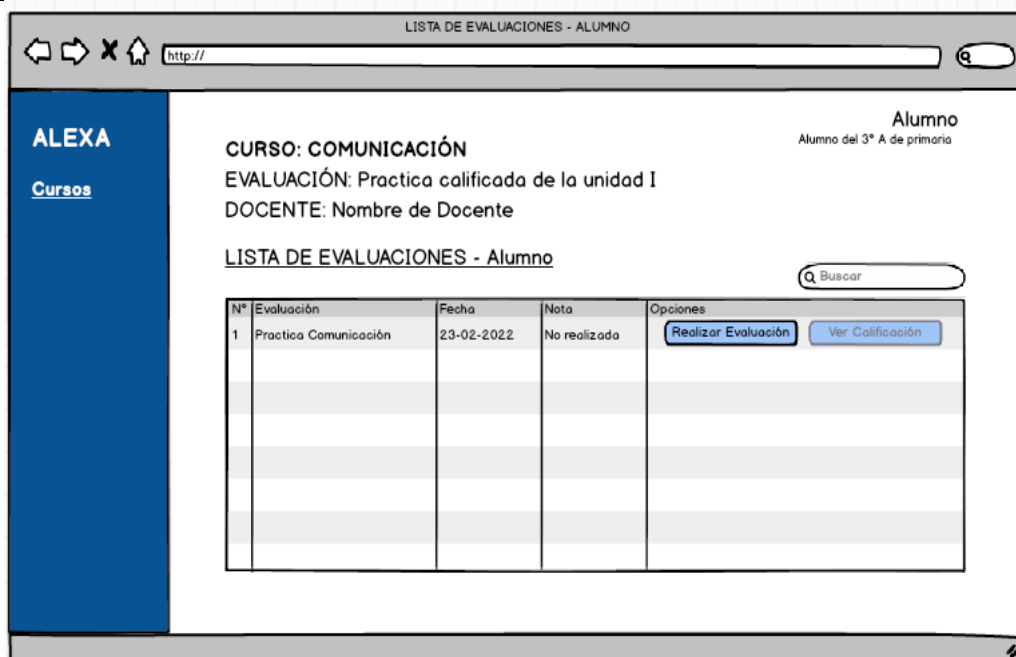 LISTA DE EVALUACIONES - ALUMNO
http://
ALEXA
Cursos
Alumno
Alumno del 3° A de primaria
CURSO: COMUNICACIÓN
EVALUACIÓN: Practica calificada de la unidad I
DOCENTE: Nombre de Docente
LISTA DE EVALUACIONES - Alumno
Buscar
N° Evaluación Fecha Nota Opciones
1 Practica Comunicación 23-02-2022 No realizada Realizar Evaluación Ver Calificación